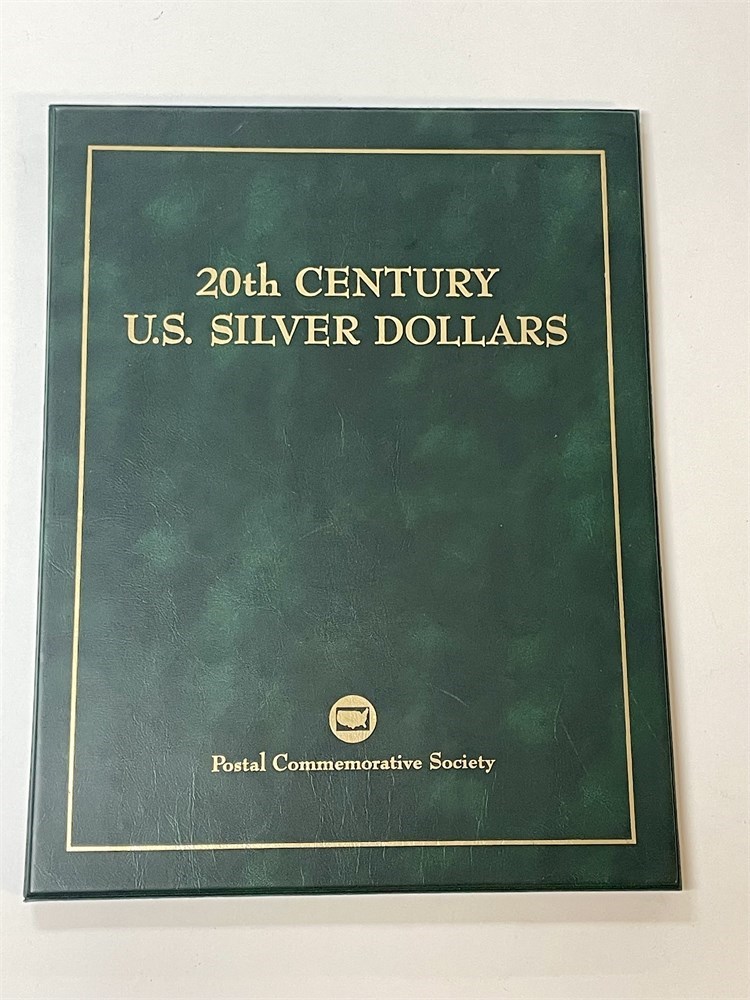 20th CENTURY
U.S. SILVER DOLLARS
Postal Commemorative Society